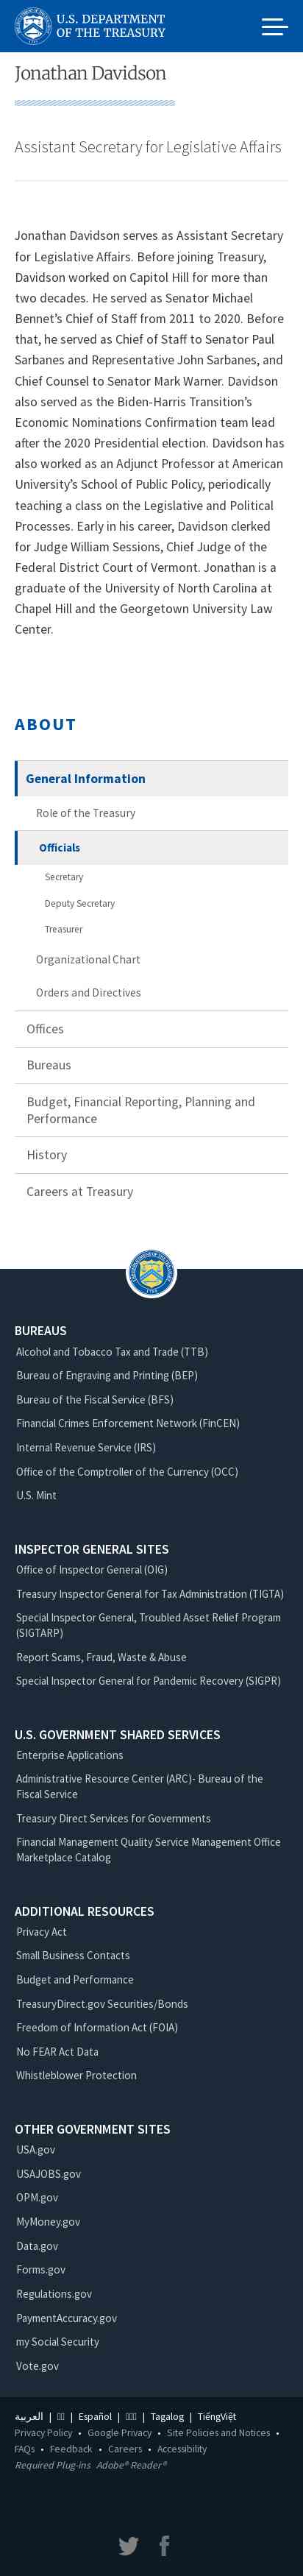 U.S. DEPARTMENT
OF THE TREASURY
Jonathan Davidson
Assistant Secretary for Legislative Affairs
Jonathan Davidson serves as Assistant Secretary
for Legislative Affairs. Before joining Treasury,
Davidson worked on Capitol Hill for more than
two decades. He served as Senator Michael
Bennet’s Chief of Staff from 2011 to 2020. Before
that, he served as Chief of Staff to Senator Paul
Sarbanes and Representative John Sarbanes, and
Chief Counsel to Senator Mark Warner. Davidson
also served as the Biden-Harris Transition’s
Economic Nominations Confirmation team lead
after the 2020 Presidential election. Davidson has
also worked as an Adjunct Professor at American
University’s School of Public Policy, periodically
teaching a class on the Legislative and Political
Processes. Early in his career, Davidson clerked
for Judge William Sessions, Chief Judge of the
Federal District Court of Vermont. Jonathan is a
graduate of the University of North Carolina at
Chapel Hill and the Georgetown University Law
Center.
ABOUT
General Information
Role of the Treasury
Officials
Secretary
Deputy Secretary
Treasurer
Organizational Chart
Orders and Directives
Offices
Bureaus
Budget, Financial Reporting, Planning and
Performance
History
Careers at Treasury
BUREAUS
Alcohol and Tobacco Tax and Trade (TTB)
Bureau of Engraving and Printing (BEP)
Bureau of the Fiscal Service (BFS)
Financial Crimes Enforcement Network (FinCEN)
Internal Revenue Service (IRS)
Office of the Comptroller of the Currency (OCC)
U.S. Mint
INSPECTOR GENERAL SITES
Office of Inspector General (OIG)
Treasury Inspector General for Tax Administration (TIGTA)
Special Inspector General, Troubled Asset Relief Program
(SIGTARP)
Report Scams, Fraud, Waste & Abuse
Special Inspector General for Pandemic Recovery (SIGPR)
U.S. GOVERNMENT SHARED SERVICES
Enterprise Applications
Administrative Resource Center (ARC)- Bureau of the
Fiscal Service
Treasury Direct Services for Governments
Financial Management Quality Service Management Office
Marketplace Catalog
ADDITIONAL RESOURCES
Privacy Act
Small Business Contacts
Budget and Performance
TreasuryDirect.gov Securities/Bonds
Freedom of Information Act (FOIA)
No FEAR Act Data
Whistleblower Protection
OTHER GOVERNMENT SITES
USA.gov
USAJOBS.gov
OPM.gov
MyMoney.gov
Data.gov
Forms.gov
Regulations.gov
PaymentAccuracy.gov
my Social Security
Vote.gov
العربية | | Español | | Tagalog | TiếngViệt
Privacy Policy • Google Privacy • Site Policies and Notices •
FAQs • Feedback • Careers • Accessibility
Required Plug-ins Adobe® Reader®